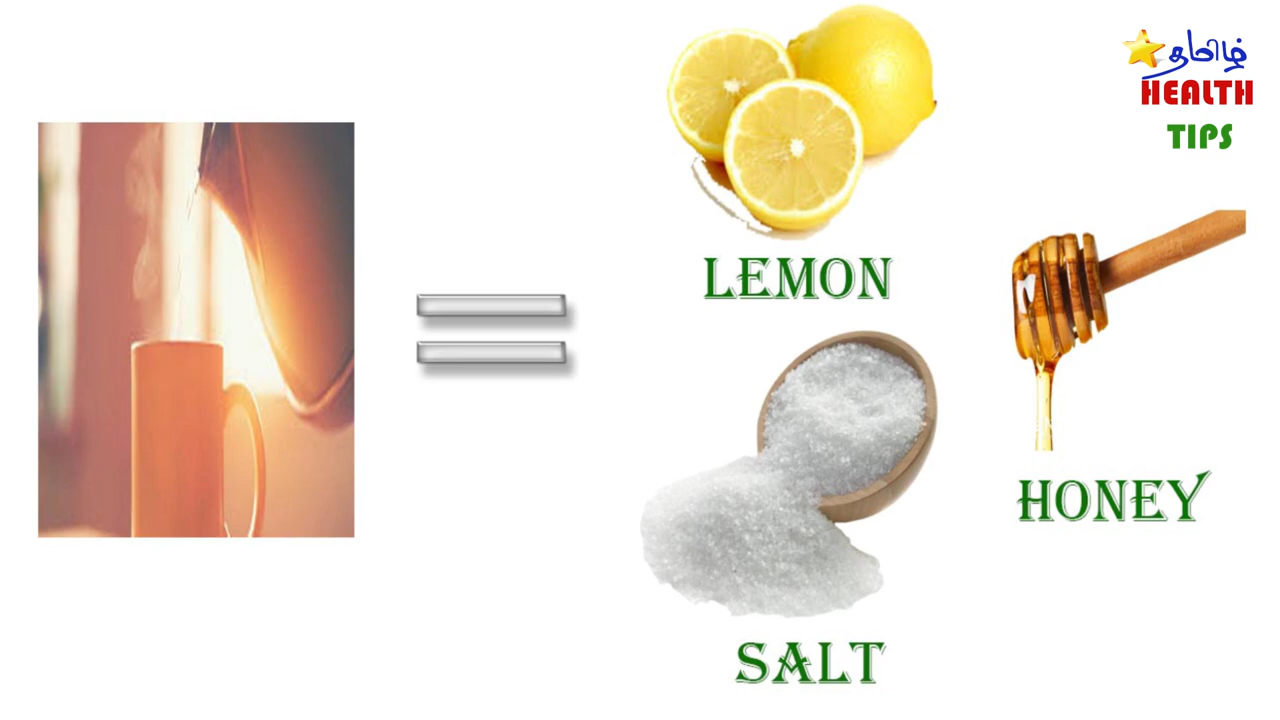 தமிழ்
HEALTH
TIPS
LEMON
HONEY
SALT